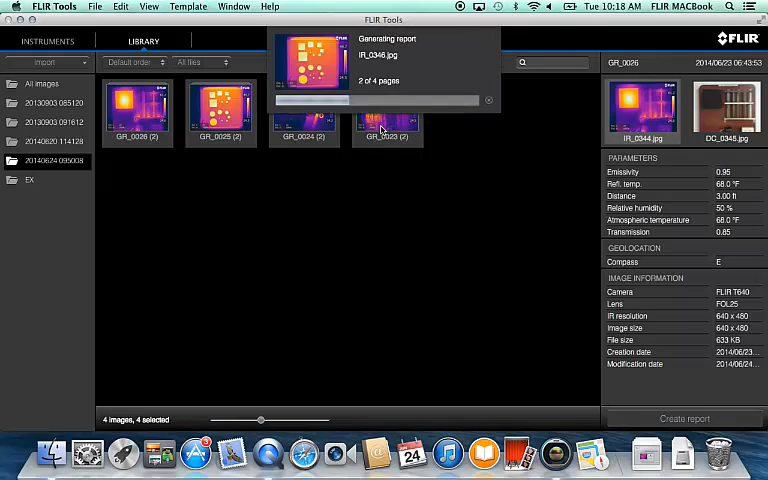 FLIR Tools File Edit View Template Window Help Tue 10:18 AM FLIR MACBook
FLIR Tools
INSTRUMENTS LIBRARY
FLIR
Import
Default order All files
Generating report
IR_0346.jpg
2 of 4 pages
All images
20130903 085120
20130903 091612
20140620 114128
20140624 095008
EX
GR_0026 (2) GR_0025 (2) GR_0024 (2) GR_0023 (2)
4 images, 4 selected
GR_0026 2014/06/23 06:43:53
IR_0344.jpg DC_0345.jpg
PARAMETERS
Emissivity 0.95
Refl. temp. 68.0 °F
Distance 3.00 ft
Relative humidity 50 %
Atmospheric temperature 68.0 °F
Transmission 0.85
GEOLOCATION
Compass E
IMAGE INFORMATION
Camera FLIR T640
Lens FOL25
IR resolution 640 x 480
Image size 640 x 480
File size 633 KB
Creation date 2014/06/23...
Modification date 2014/06/24...
Create report
3
24